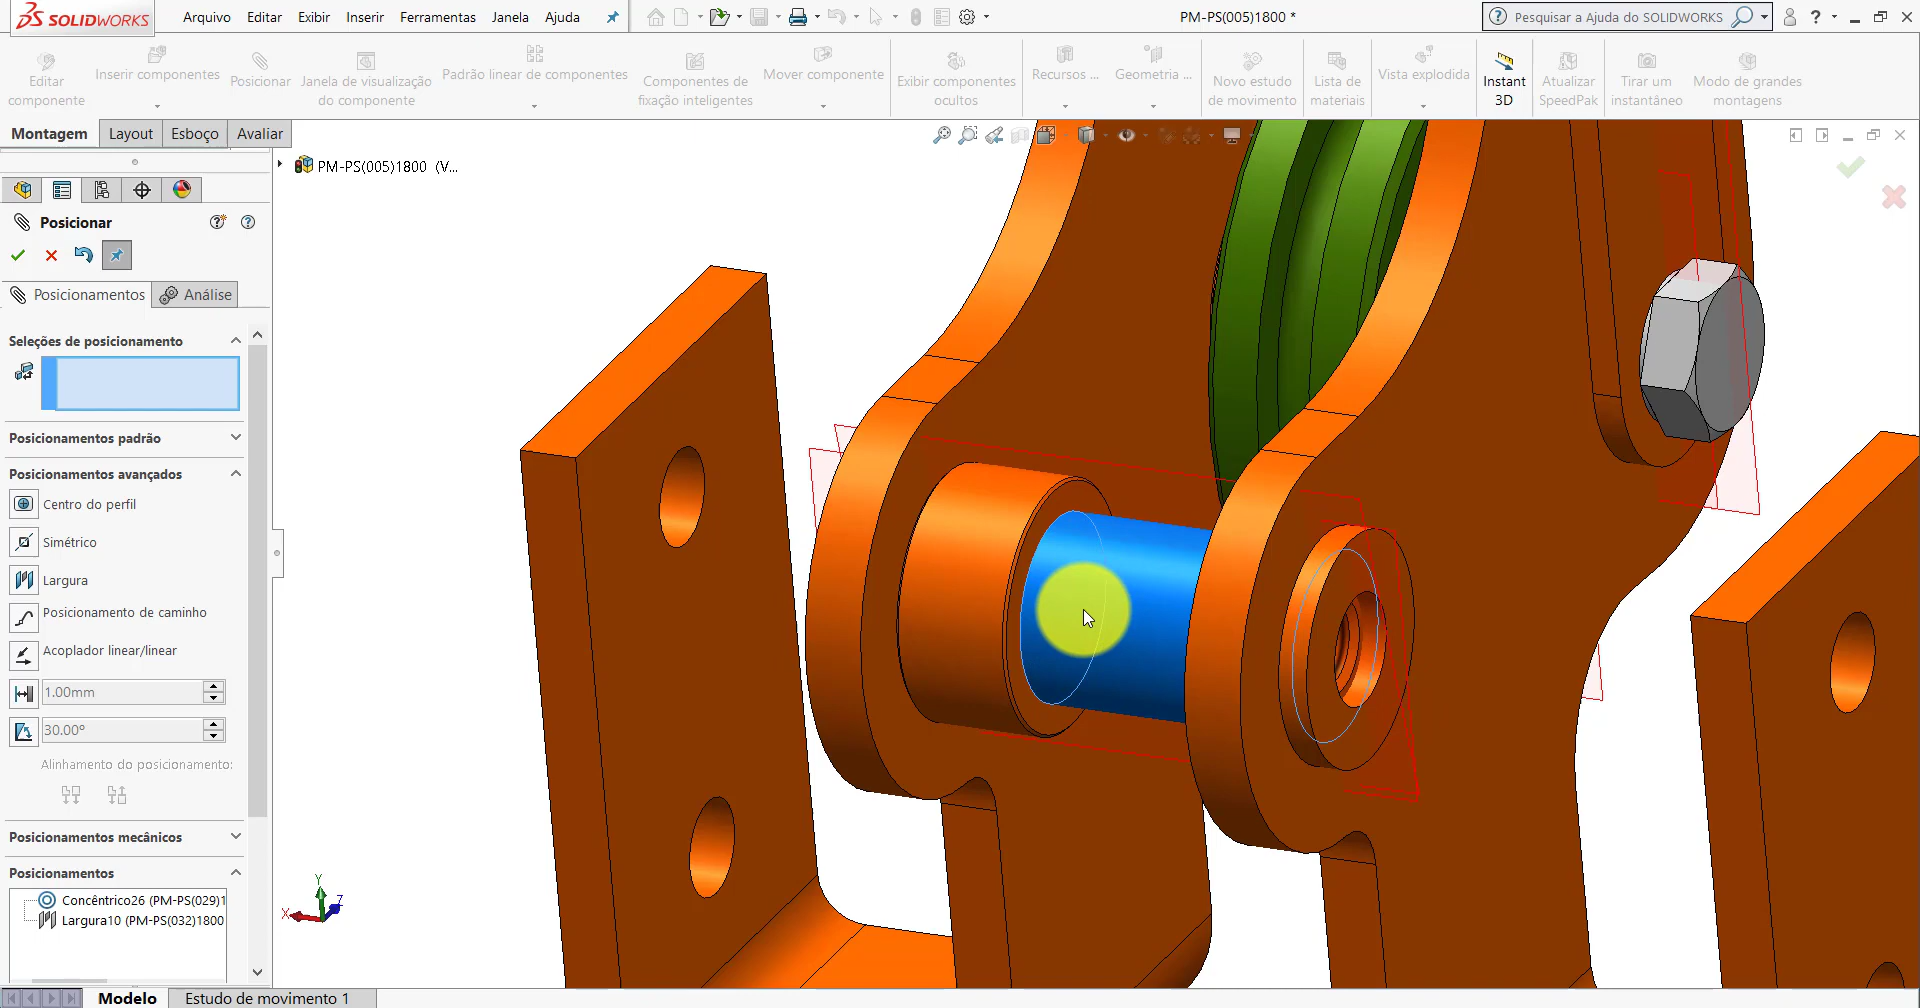 SOLIDWORKS
Arquivo Editar Exibir Inserir Ferramentas Janela Ajuda
PM-PS(005)1800 *
Pesquisar a Ajuda do SOLIDWORKS
Editar componente
Inserir componentes
Posicionar
Janela de visualização do componente
Padrão linear de componentes
Componentes de fixação inteligentes
Mover componente
Exibir componentes ocultos
Recursos ...
Geometria ...
Novo estudo de movimento
Lista de materiais
Vista explodida
Instant 3D
Atualizar SpeedPak
Tirar um instantâneo
Modo de grandes montagens
Montagem Layout Esboço Avaliar
PM-PS(005)1800 (V...
Posicionar
Posicionamentos Análise
Seleções de posicionamento
Posicionamentos padrão
Posicionamentos avançados
Centro do perfil
Simétrico
Largura
Posicionamento de caminho
Acoplador linear/linear
1.00mm
30.00°
Alinhamento do posicionamento:
Posicionamentos mecânicos
Posicionamentos
Concêntrico26 (PM-PS(029)1
Largura10 (PM-PS(032)1800
Y
X
Z
Modelo Estudo de movimento 1